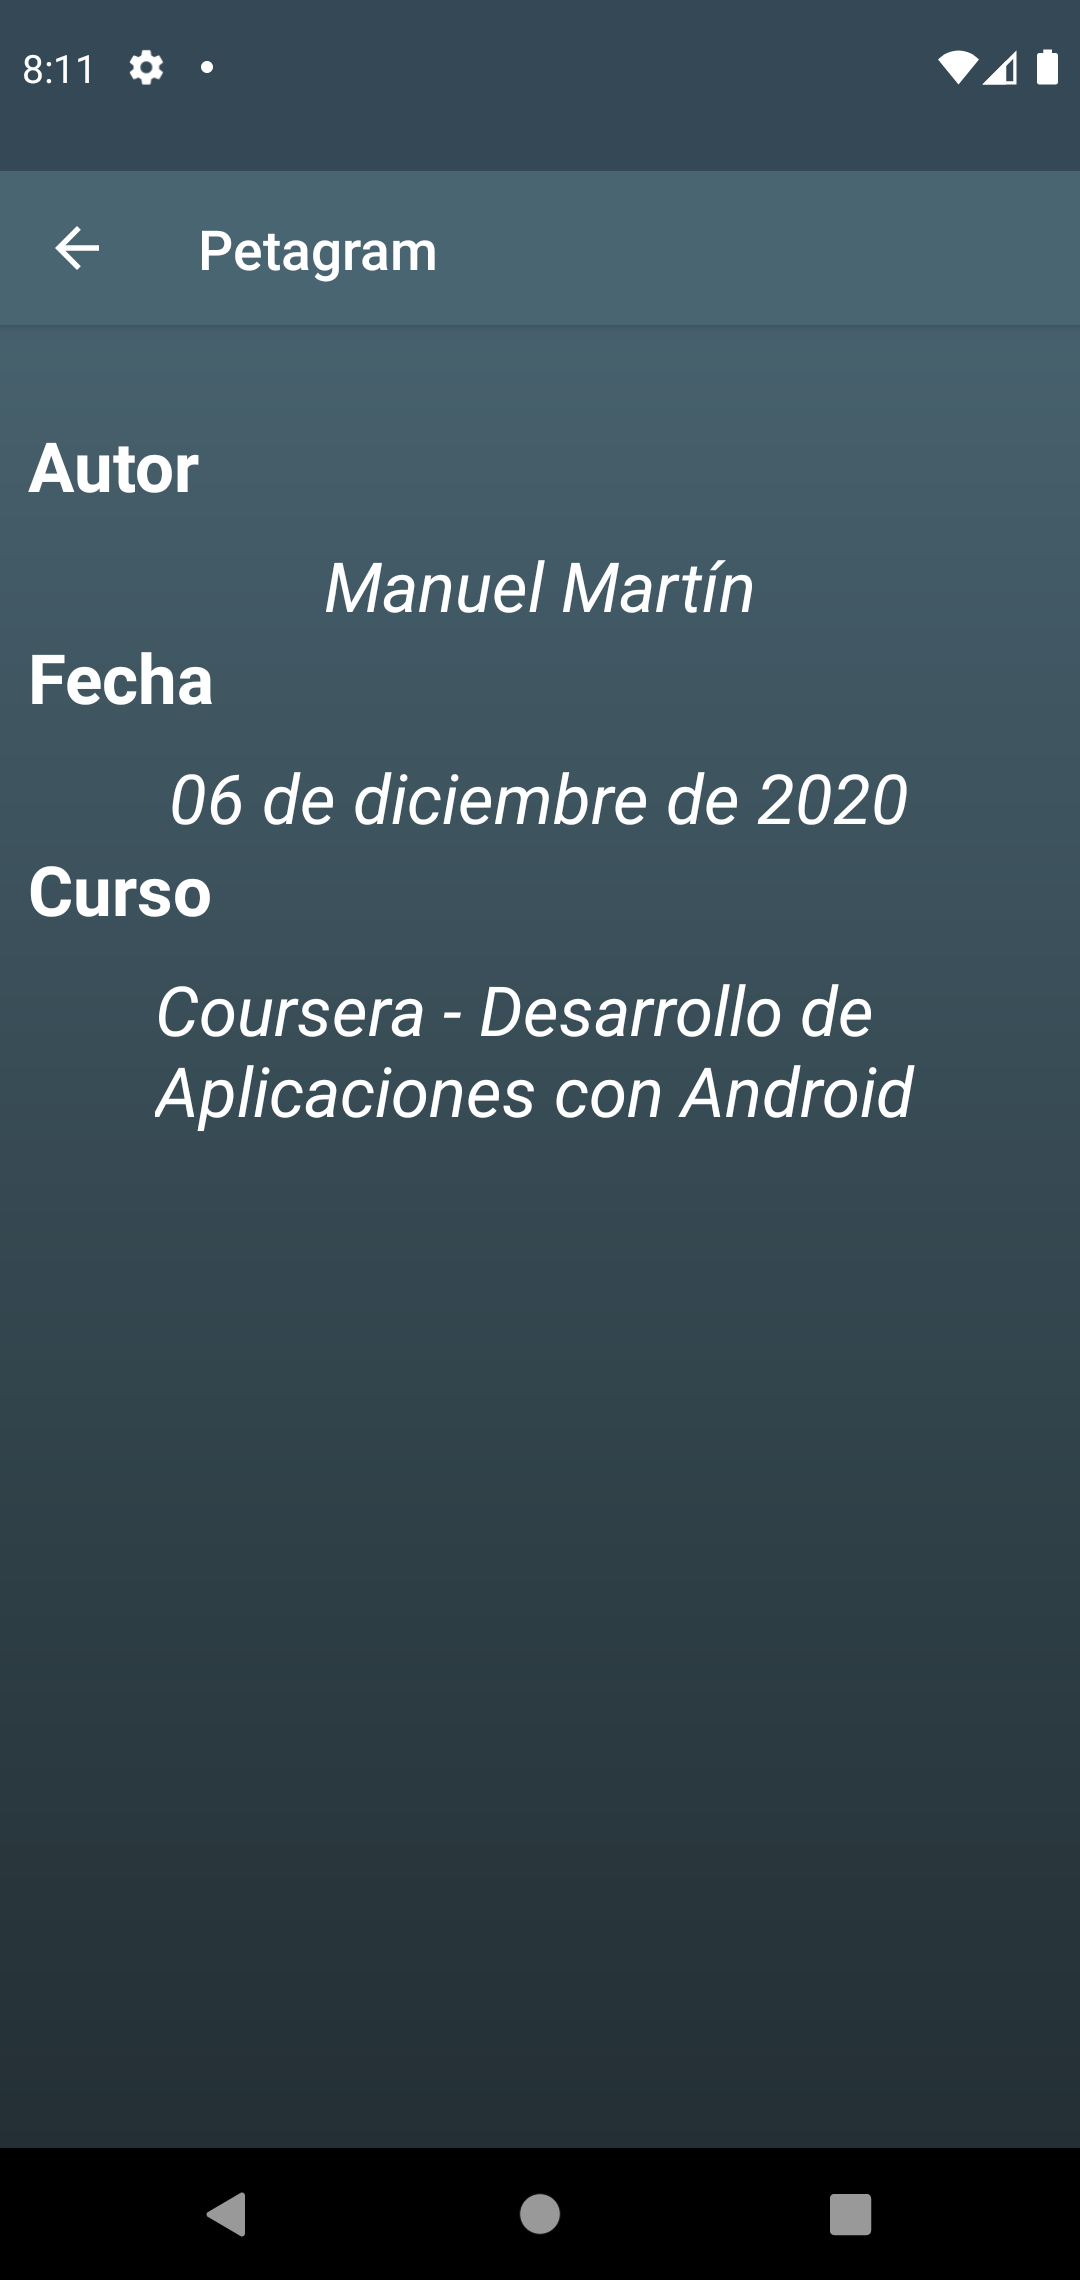 8:11
Petagram
Autor
Manuel Martín
Fecha
06 de diciembre de 2020
Curso
Coursera - Desarrollo de
Aplicaciones con Android